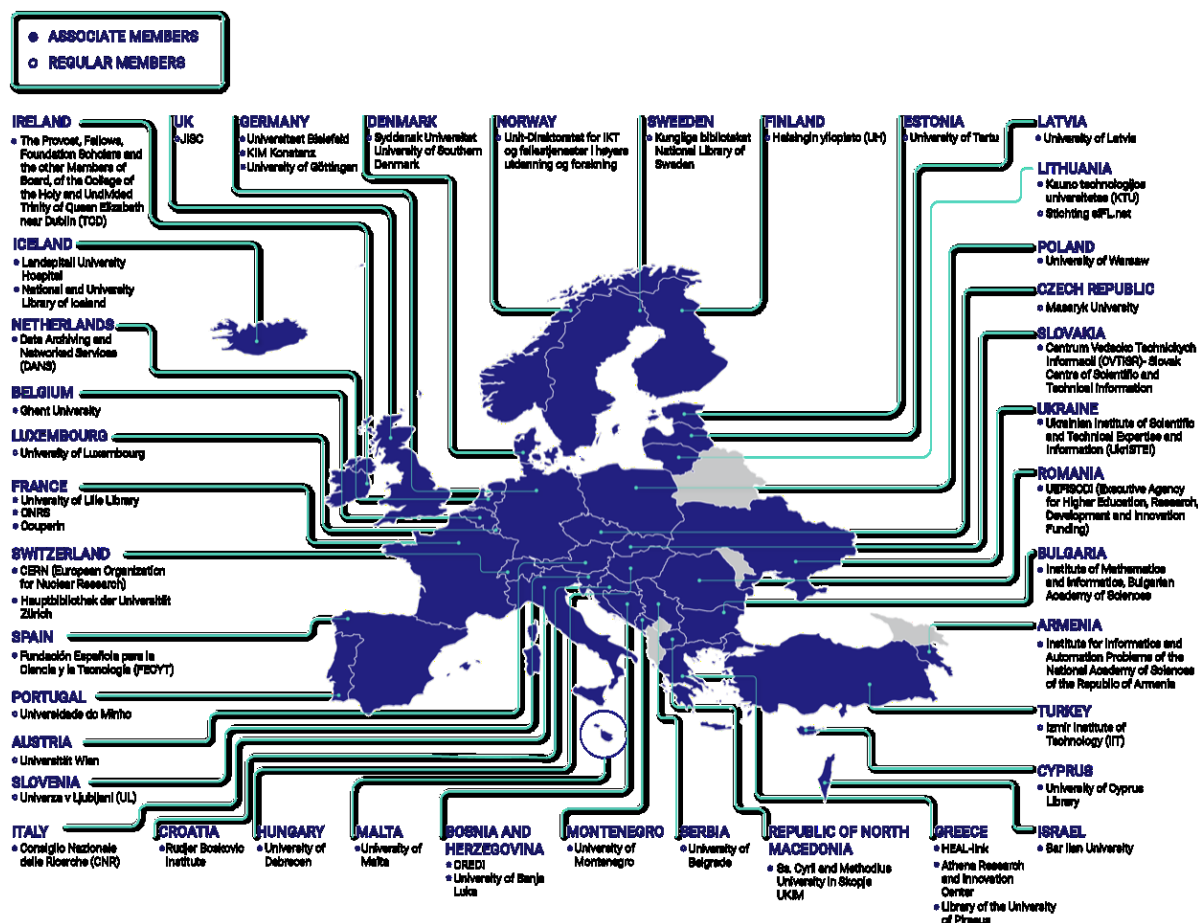 ASSOCIATE MEMBERS
REGULAR MEMBERS
IRELAND
The Provost, Fellows,
Foundation Scholars and
the other Members of
Board, of the College of
the Holy and Undivided
Trinity of Queen Elizabeth
near Dublin (TCD)
UK
JISC
GERMANY
Universitaet Bielefeld
KIM Konstanz
University of Göttingen
DENMARK
Syddansk Universitet
University of Southern
Denmark
NORWAY
Unit-Direktoratet for IKT
og fellestjenester i høyere
utdanning og forskning
SWEDEN
Kungliga biblioteket
National Library of
Sweden
FINLAND
Helsingin yliopisto (UH)
ESTONIA
University of Tartu
LATVIA
University of Latvia
LITHUANIA
Kauno technologijos
universitetas (KTU)
Stichting eIFL.net
ICELAND
Landspitali University
Hospital
National and University
Library of Iceland
POLAND
University of Warsaw
CZECH REPUBLIC
Masaryk University
NETHERLANDS
Data Archiving and
Networked Services
(DANS)
SLOVAKIA
Centrum Vedecko Technickych
Informacii (CVTISR)- Slovak
Centre of Scientific and
Technical Information
BELGIUM
Ghent University
UKRAINE
Ukrainian Institute of Scientific
and Technical Expertise and
Information (UkrISTEI)
LUXEMBOURG
University of Luxembourg
ROMANIA
UEFISCDI (Executive Agency
for Higher Education, Research,
Development and Innovation
Funding)
FRANCE
University of Lille Library
CNRS
Couperin
SWITZERLAND
CERN (European Organization
for Nuclear Research)
Hauptbibliothek der Universität
Zürich
BULGARIA
Institute of Mathematics
and Informatics, Bulgarian
Academy of Sciences
SPAIN
Fundación Española para la
Ciencia y la Tecnología (FECYT)
ARMENIA
Institute for Informatics and
Automation Problems of the
National Academy of Sciences
of the Republic of Armenia
PORTUGAL
Universidade do Minho
TURKEY
Izmir Institute of
Technology (IIT)
AUSTRIA
Universität Wien
CYPRUS
University of Cyprus
Library
SLOVENIA
Univerza v Ljubljani (UL)
ITALY
Consiglio Nazionale
delle Ricerche (CNR)
CROATIA
Rudjer Boskovic
Institute
HUNGARY
University of
Debrecen
MALTA
University of
Malta
BOSNIA AND
HERZEGOVINA
CREDI
University of Banja
Luka
MONTENEGRO
University of
Montenegro
SERBIA
University of
Belgrade
REPUBLIC OF NORTH
MACEDONIA
Ss. Cyril and Methodius
University in Skopje
UKIM
GREECE
HEAL-link
Athena Research
and Innovation
Center
Library of the University
of Piraeus
ISRAEL
Bar Ilan University